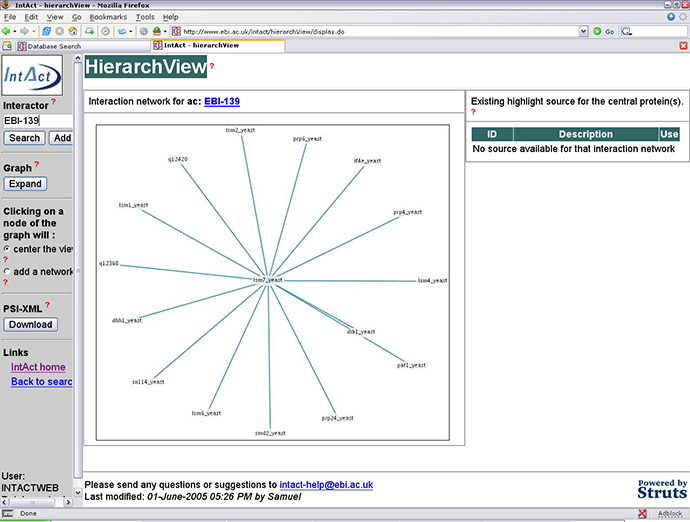 IntAct - hierarchView - Mozilla Firefox
File Edit View Go Bookmarks Tools Help
http://www.ebi.ac.uk/intact/hierarchView/display.do
Go
Database Search
IntAct - hierarchView
IntAct
HierarchView?
Interactor ?
EBI-139
Search Add
Graph ?
Expand
Clicking on a
node of the
graph will :
center the view
?
add a network
?
PSI-XML ?
Download
Links
IntAct home
Back to searc
User:
INTACTWEB
Interaction network for ac: EBI-139
lsm2_yeast
prp6_yeast
q12420
if4e_yeast
lsm1_yeast
prp4_yeast
q12368
lsm7_yeast
lsm4_yeast
dhh1_yeast
dib1_yeast
pat1_yeast
sn114_yeast
lsm6_yeast
prp24_yeast
smd2_yeast
Existing highlight source for the central protein(s).
?
ID Description Use
No source available for that interaction network
Please send any questions or suggestions to intact-help@ebi.ac.uk
Last modified: 01-June-2005 05:26 PM by Samuel
Powered by
Struts
Done
Adblock